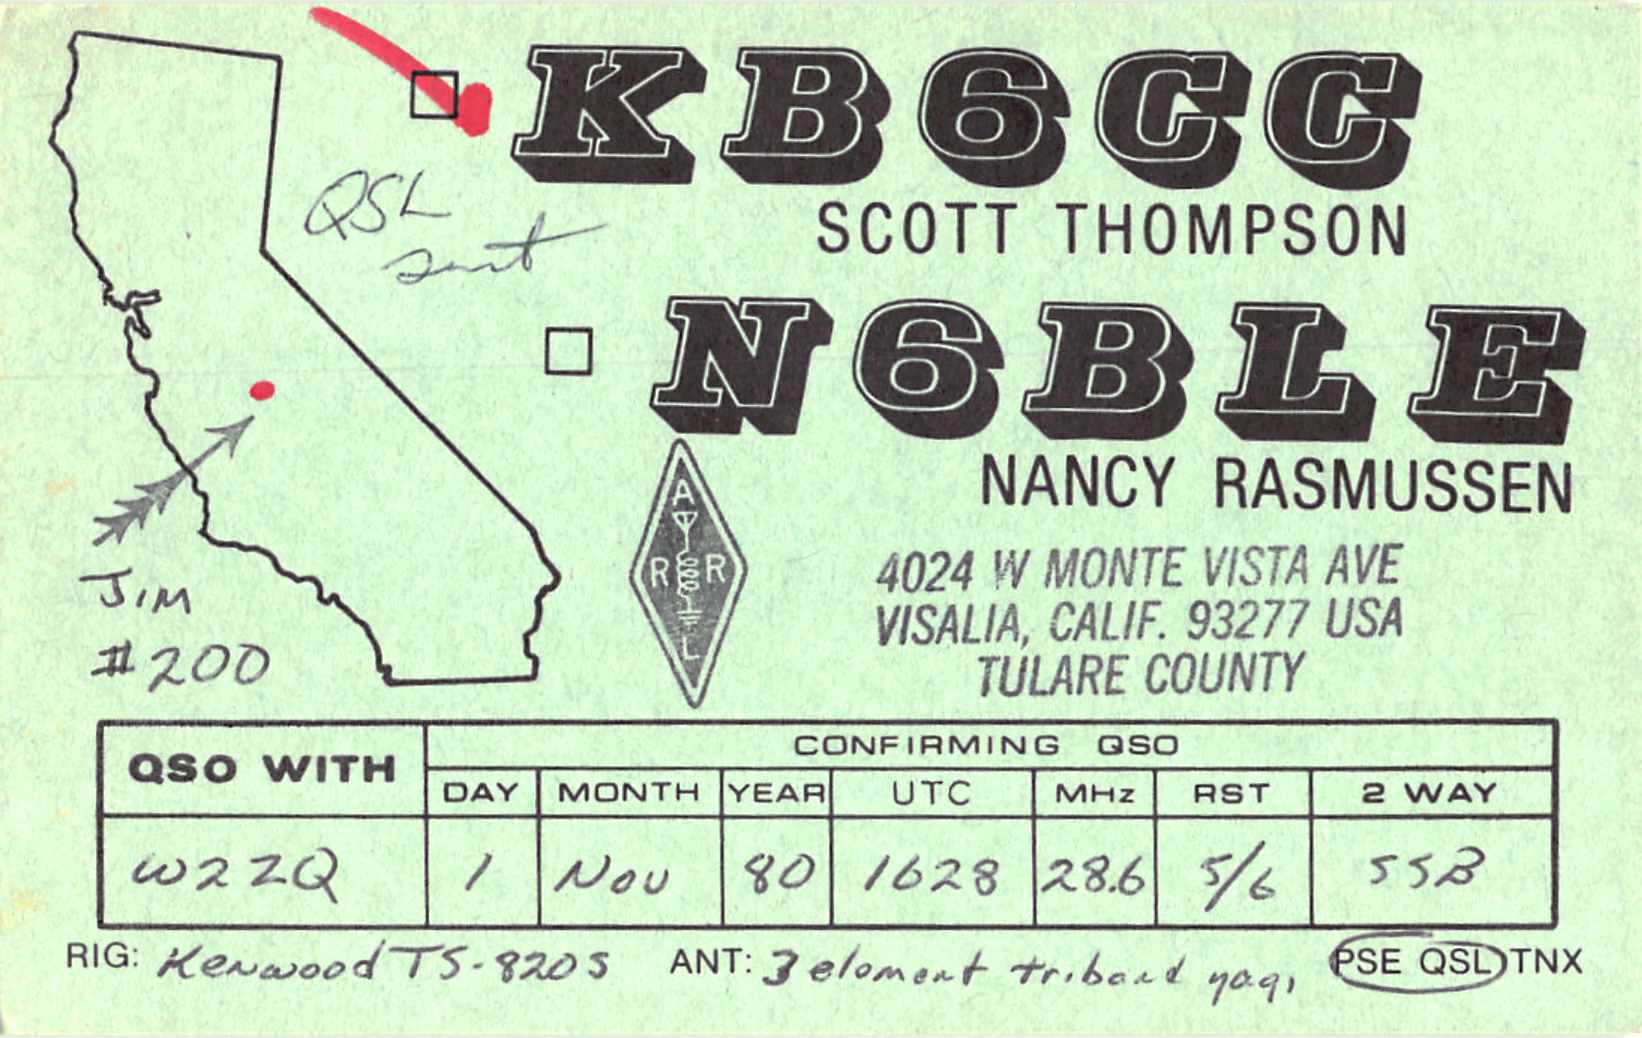 KB6CC
SCOTT THOMPSON
QSL
sent
N6BLE
NANCY RASMUSSEN
ARRL
4024 W MONTE VISTA AVE
VISALIA, CALIF. 93277 USA
TULARE COUNTY
JIM
#200
QSO WITH
CONFIRMING QSO
DAY MONTH YEAR UTC MHz RST 2 WAY
W2ZQ 1 Nov 80 1628 28.6 5/6 SSB
RIG: Kenwood TS-820S ANT: 3 element triband yagi PSE QSL TNX